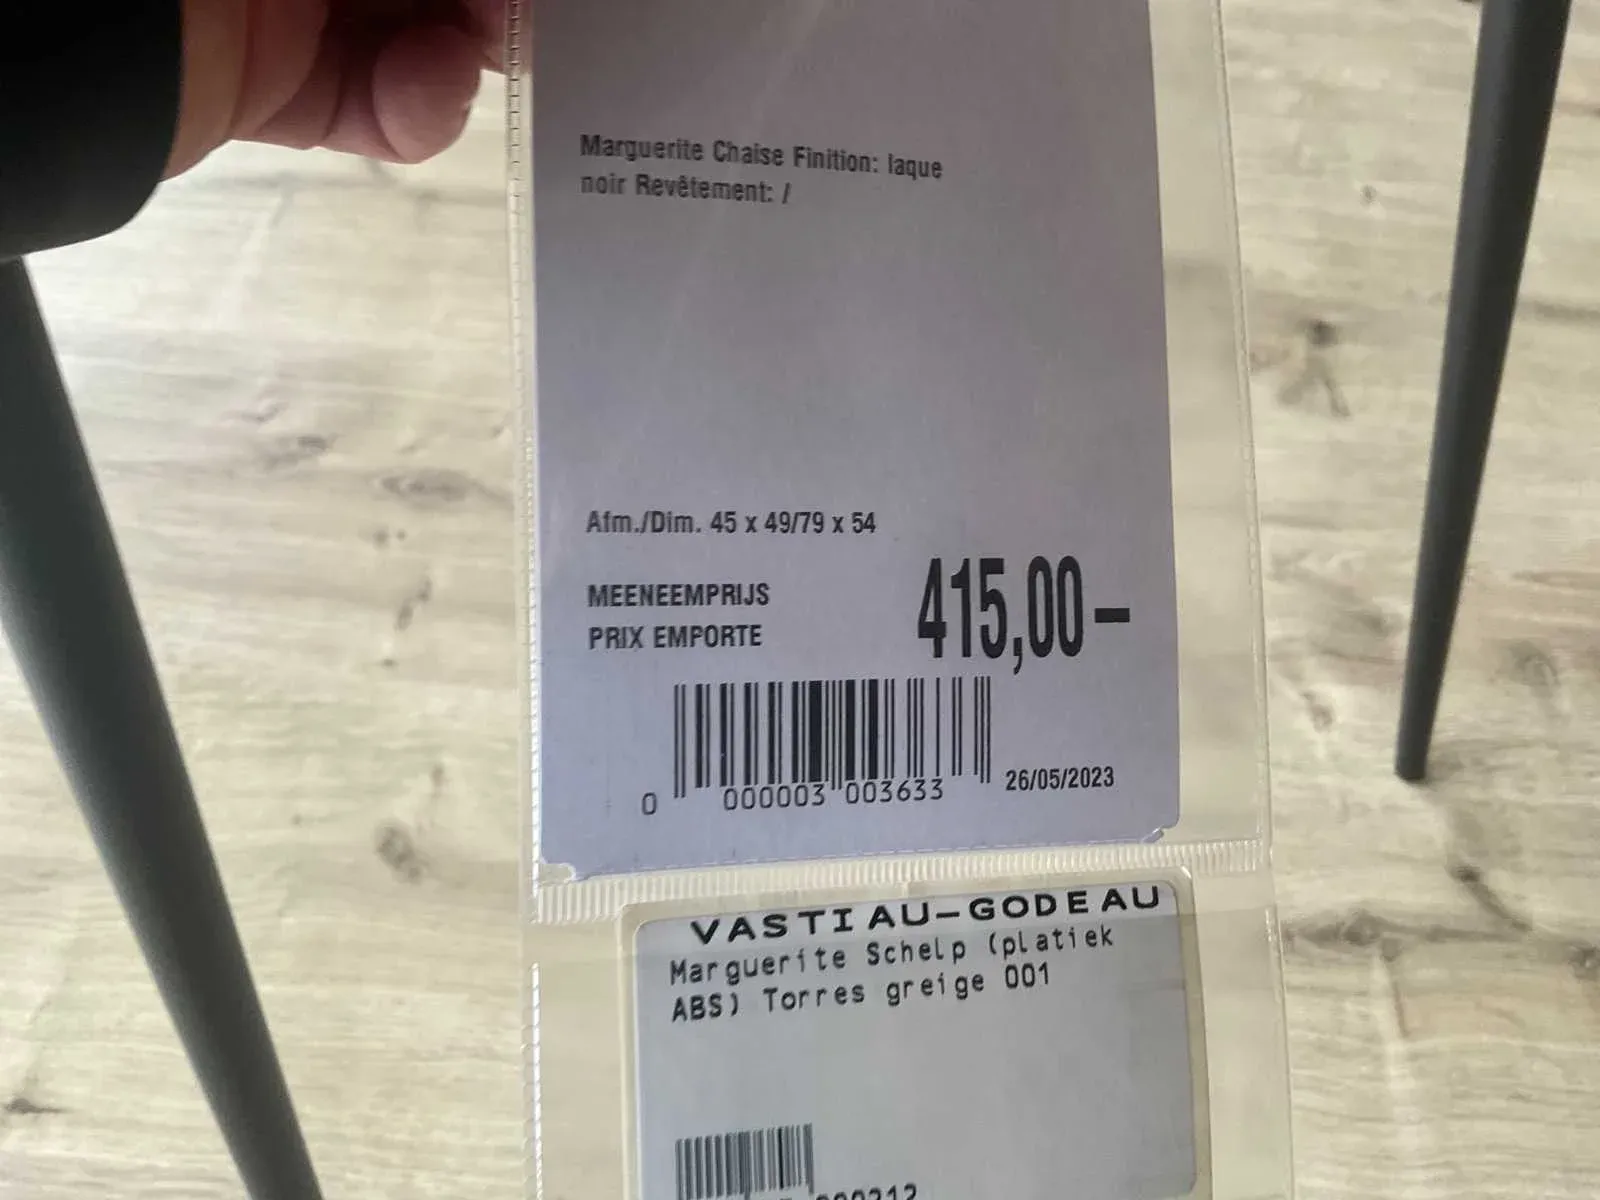 Marguerite Chaise Finition: laque
noir Revêtement: /
Afm./Dim. 45 x 49/79 x 54
MEENEEMPRIJS
PRIX EMPORTE
415,00–
0 000003 003633
26/05/2023
VASTIAU-GODEAU
Marguerite Schelp (platiek
ABS) Torres greige 001